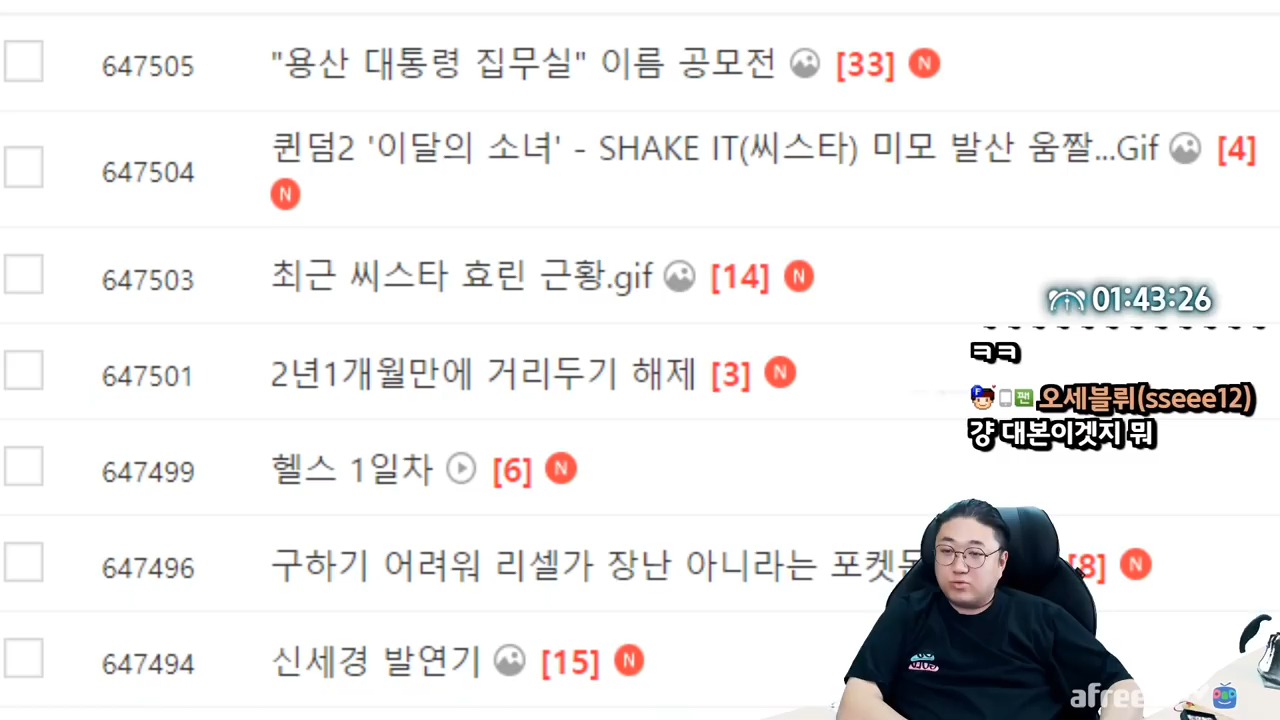 647505 "용산 대통령 집무실" 이름 공모전 [33] N
647504 퀸덤2 '이달의 소녀' - SHAKE IT(씨스타) 미모 발산 움짤...Gif [4]
N
647503 최근 씨스타 효린 근황.gif [14] N
01:43:26
ㅋㅋ
647501 2년1개월만에 거리두기 해제 [3] N
F 팬 오세블뤼(sseee12)
걍 대본이겟지 뭐
647499 헬스 1일차 [6] N
647496 구하기 어려워 리셀가 장난 아니라는 [8] N
647494 신세경 발연기 [15] N